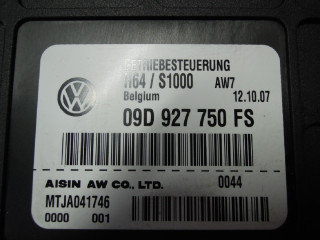 GETRIEBESTEUERUNG
H64 / S1000 AW7
Belgium 12.10.07
09D 927 750 FS
AISIN AW CO., LTD. 0044
MTJA041746
0000 001